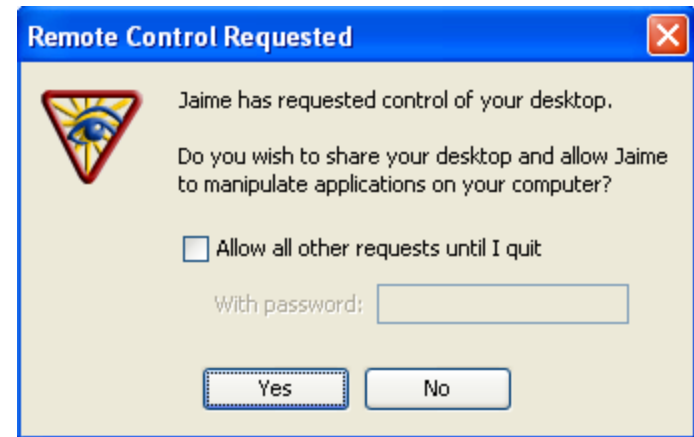 Remote Control Requested
Jaime has requested control of your desktop.
Do you wish to share your desktop and allow Jaime
to manipulate applications on your computer?
Allow all other requests until I quit
With password:
Yes No